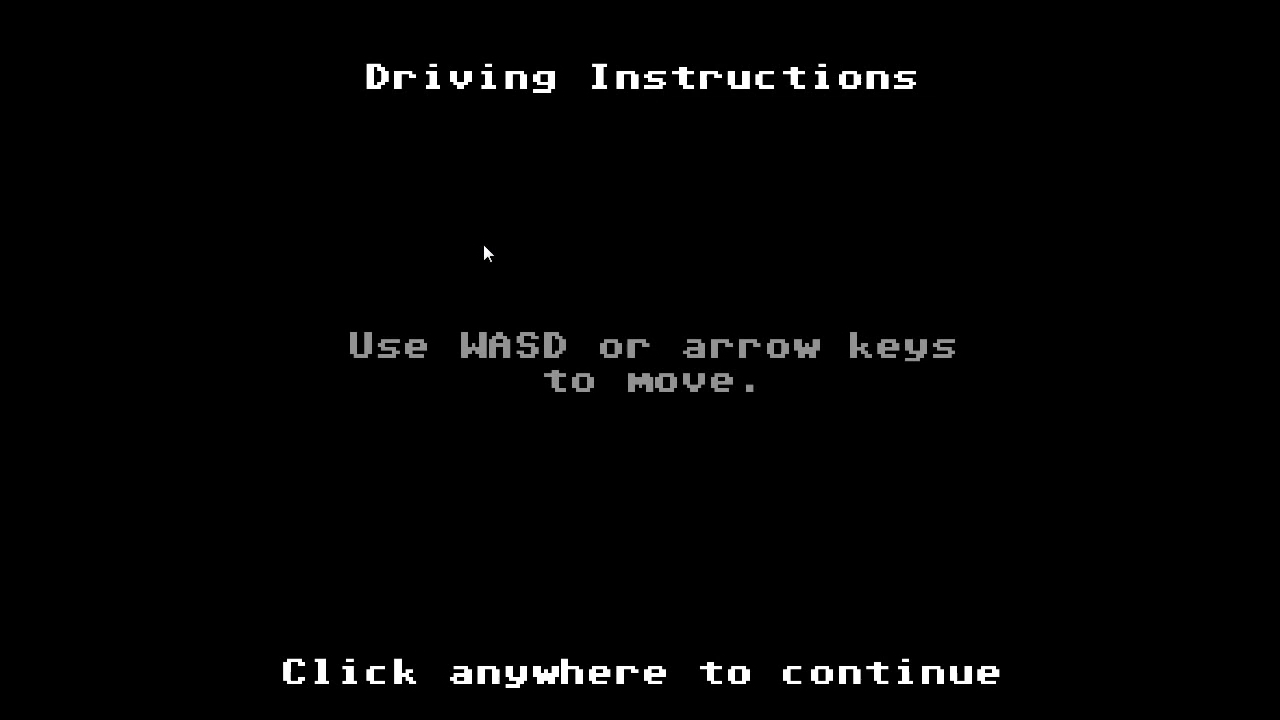 Driving Instructions
Use WASD or arrow keys
to move.
Click anywhere to continue